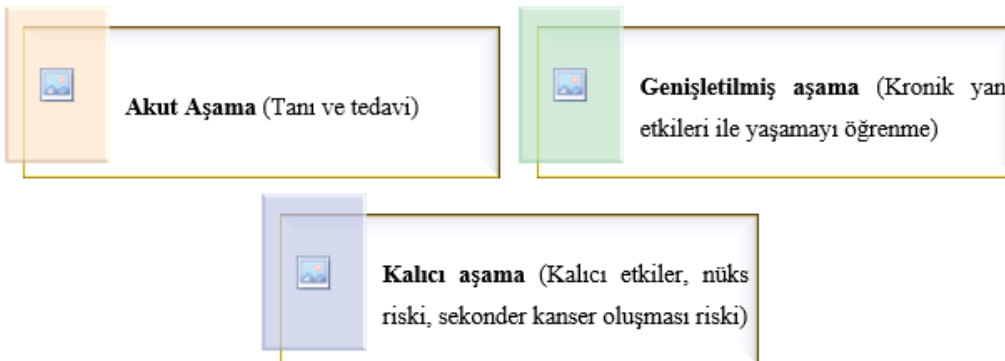 Akut Aşama (Tanı ve tedavi)
Genişletilmiş aşama (Kronik yan
etkileri ile yaşamayı öğrenme)
Kalıcı aşama (Kalıcı etkiler, nüks
riski, sekonder kanser oluşması riski)